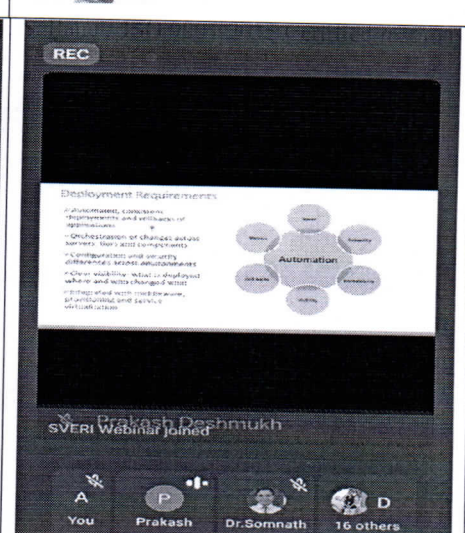 REC
Deployment Requirements
• Automated, consistent
deployments and rollbacks of
applications
• Orchestration of changes across
servers, tiers and components
• Configuration and security
differences across environments
• Clear visibility: what is deployed
where and who changed what
• Integrated with middleware,
provisioning and service
virtualization
Automation
Visibility
Prakash Deshmukh
SVERI Webinar joined
A
P
D
You
Prakash
Dr.Somnath
16 others